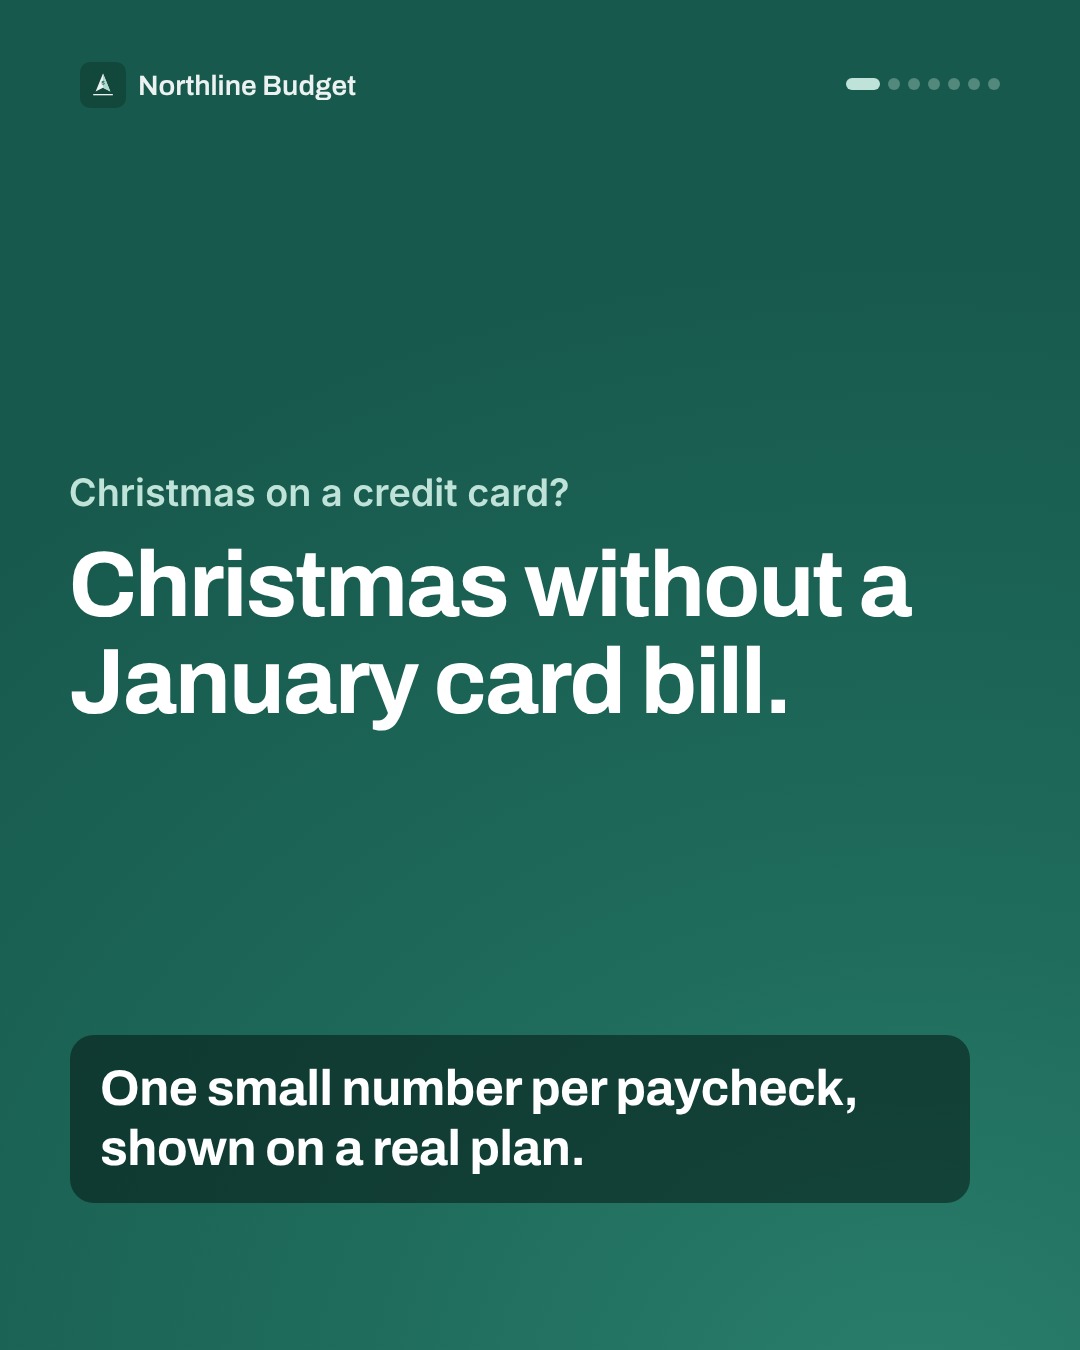 Northline Budget
Christmas on a credit card?
Christmas without a
January card bill.
One small number per paycheck,
shown on a real plan.